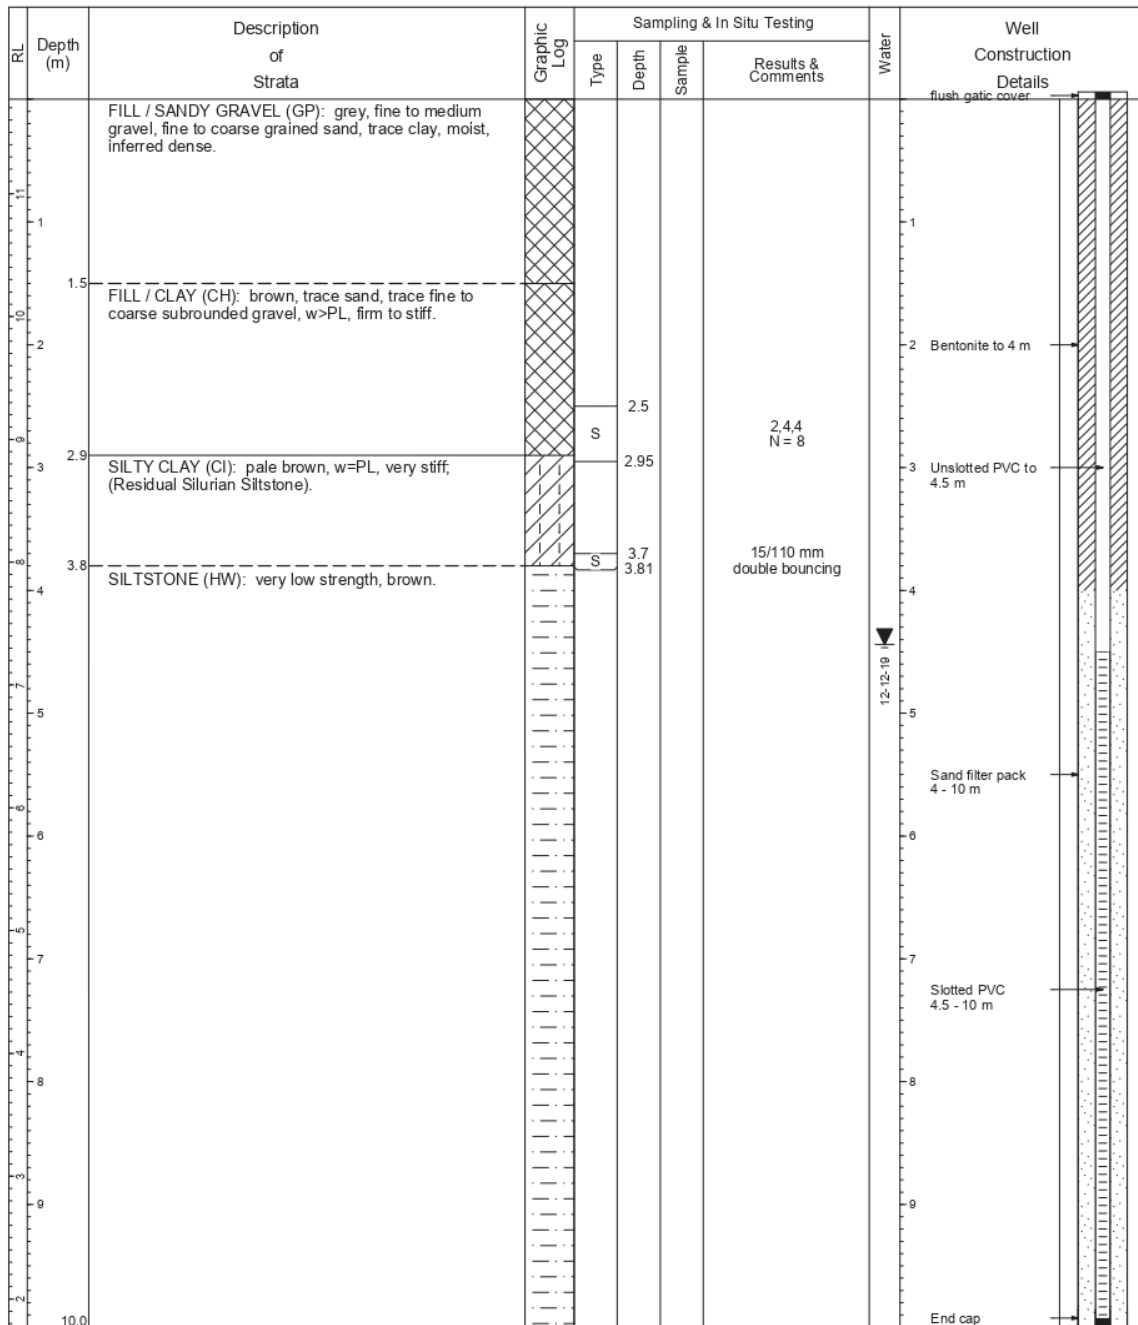 RL
Depth
(m)
Description
of
Strata
Graphic
Log
Sampling & In Situ Testing
Type
Depth
Sample
Results &
Comments
Water
Well
Construction
Details
flush gatic cover
FILL / SANDY GRAVEL (GP): grey, fine to medium
gravel, fine to coarse grained sand, trace clay, moist,
inferred dense.
11
1
1
1.5
FILL / CLAY (CH): brown, trace sand, trace fine to
coarse subrounded gravel, w>PL, firm to stiff.
10
2
2
Bentonite to 4 m
2.5
S
2,4,4
N = 8
9
2.9
2.95
SILTY CLAY (CI): pale brown, w=PL, very stiff;
(Residual Silurian Siltstone).
3
3
Unslotted PVC to
4.5 m
3.7
S
3.81
15/110 mm
double bouncing
8
3.8
SILTSTONE (HW): very low strength, brown.
4
4
12-12-19
7
5
5
Sand filter pack
4 - 10 m
6
6
6
5
7
7
Slotted PVC
4.5 - 10 m
4
8
8
3
9
9
2
10.0
End cap